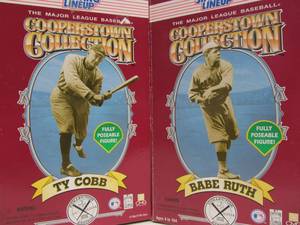 LINEUP
THE MAJOR LEAGUE BASEBALL
COOPERSTOWN
COLLECTION
FULLY
POSEABLE
FIGURE!
TY COBB
LINEUP
THE MAJOR LEAGUE BASEBALL
COOPERSTOWN
COLLECTION
FULLY
POSEABLE
FIGURE!
BABE RUTH